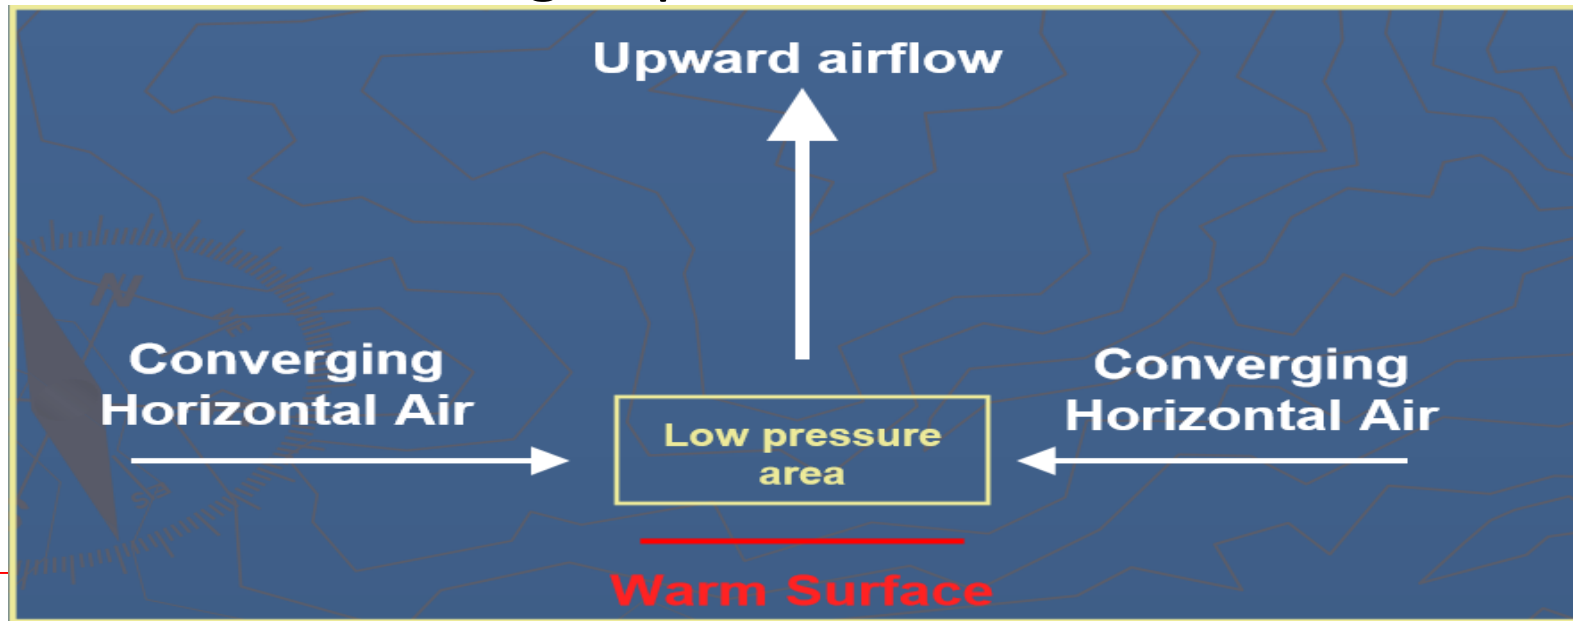 Upward airflow
Converging
Horizontal Air
Converging
Horizontal Air
Low pressure
area
Warm Surface
N